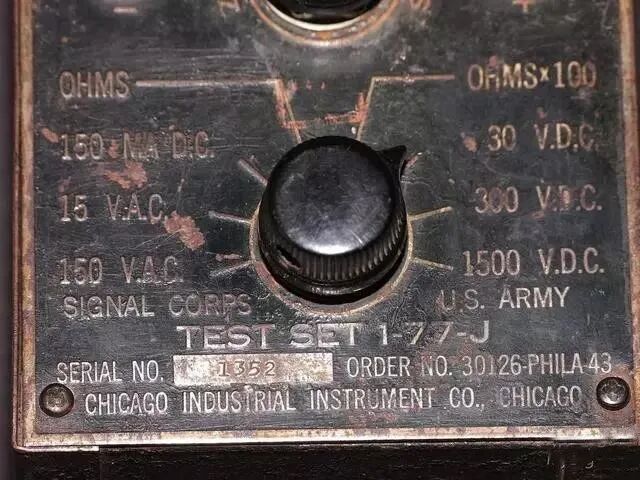 - +
OHMS OHMS×100
150 MA D.C. 30 V.D.C.
15 V.A.C. 300 V.D.C.
150 V.A.C. 1500 V.D.C.
SIGNAL CORPS U.S. ARMY
TEST SET 1-77-J
SERIAL NO. 1352 ORDER NO. 30126-PHILA-43
CHICAGO INDUSTRIAL INSTRUMENT CO., CHICAGO